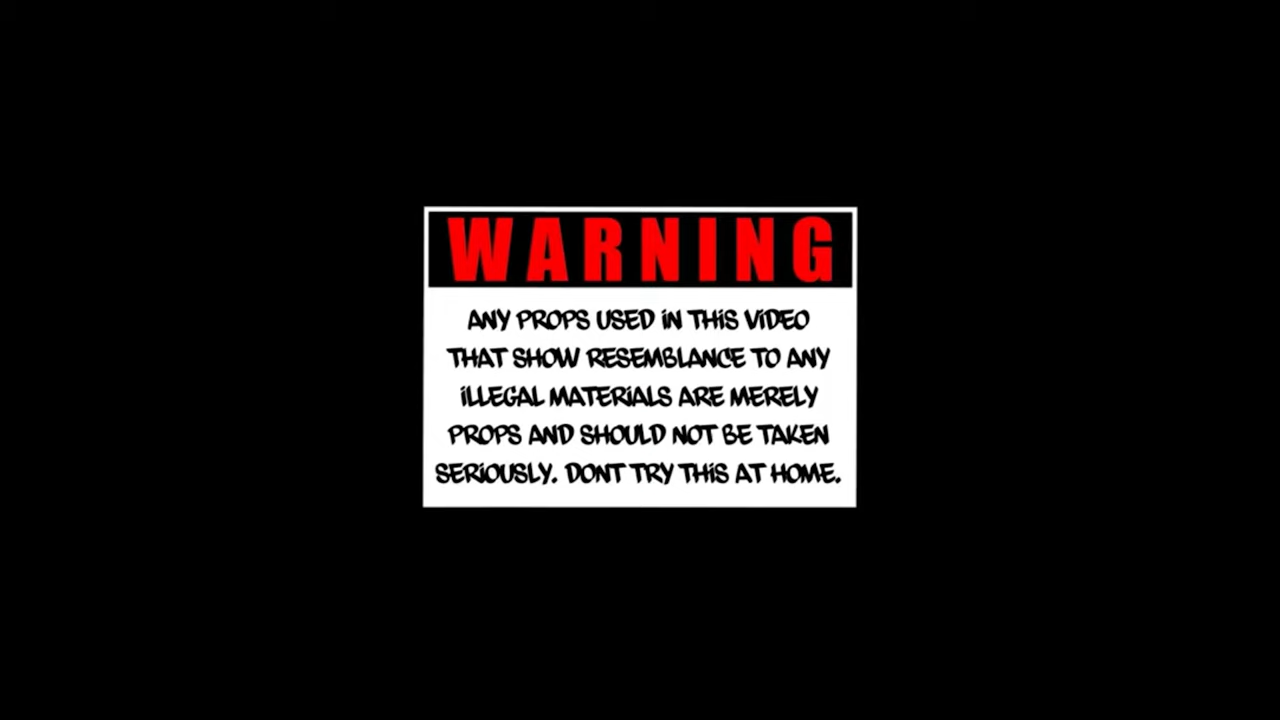 WARNING
ANY PROPS USED IN THIS VIDEO
THAT SHOW RESEMBLANCE TO ANY
ILLEGAL MATERIALS ARE MERELY
PROPS AND SHOULD NOT BE TAKEN
SERIOUSLY. DONT TRY THIS AT HOME.